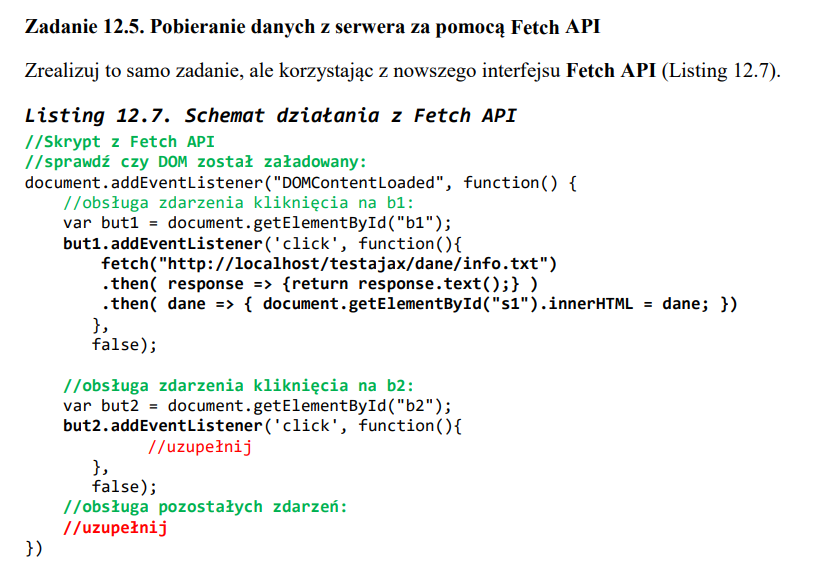 Zadanie 12.5. Pobieranie danych z serwera za pomocą Fetch API
Zrealizuj to samo zadanie, ale korzystając z nowszego interfejsu Fetch API (Listing 12.7).
Listing 12.7. Schemat działania z Fetch API
//Skrypt z Fetch API
//sprawdź czy DOM został załadowany:
document.addEventListener("DOMContentLoaded", function() {
//obsługa zdarzenia kliknięcia na b1:
var but1 = document.getElementById("b1");
but1.addEventListener('click', function(){
fetch("http://localhost/testajax/dane/info.txt")
.then( response => {return response.text();} )
.then( dane => { document.getElementById("s1").innerHTML = dane; })
},
false);
//obsługa zdarzenia kliknięcia na b2:
var but2 = document.getElementById("b2");
but2.addEventListener('click', function(){
//uzupełnij
},
false);
//obsługa pozostałych zdarzeń:
//uzupełnij
})